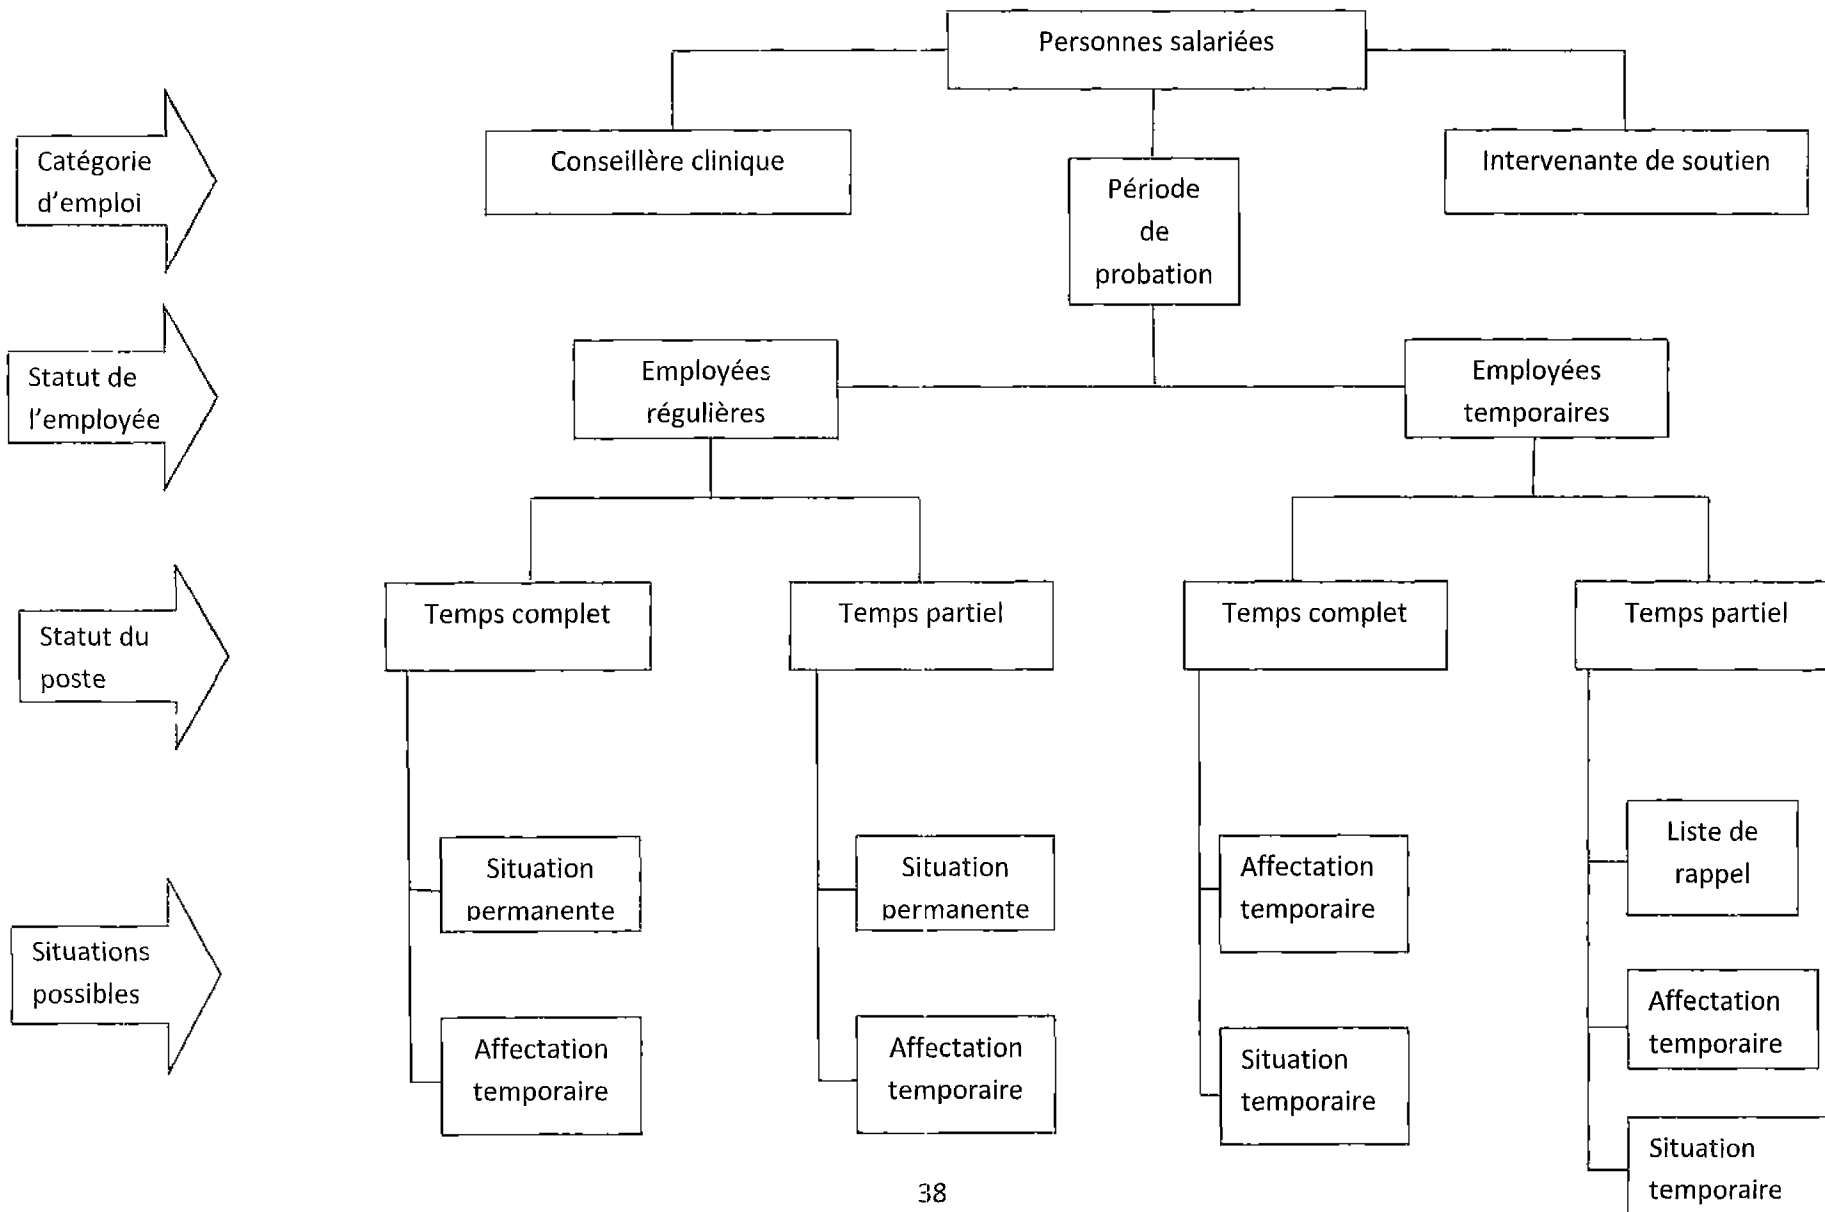 Personnes salariées
Catégorie
d'emploi
Conseillère clinique
Période
de
probation
Intervenante de soutien
Statut de
l'employée
Employées
régulières
Employées
temporaires
Statut du
poste
Temps complet
Temps partiel
Temps complet
Temps partiel
Situations
possibles
Situation
permanente
Affectation
temporaire
Situation
permanente
Affectation
temporaire
Affectation
temporaire
Situation
temporaire
Liste de
rappel
Affectation
temporaire
Situation
temporaire
38